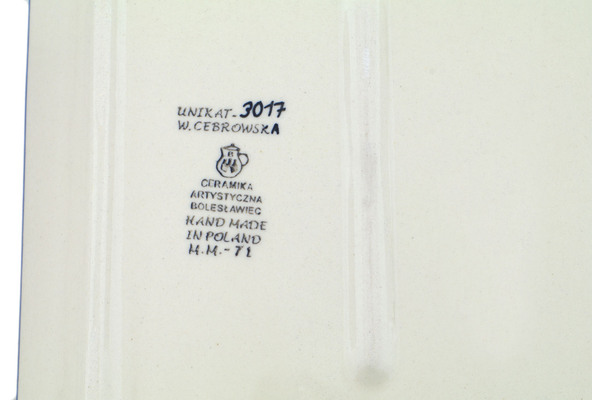 UNIKAT-3017
W.CEBROWSKA
CERAMIKA
ARTYSTYCZNA
BOLESŁAWIEC
HAND MADE
IN POLAND
M.M.-71